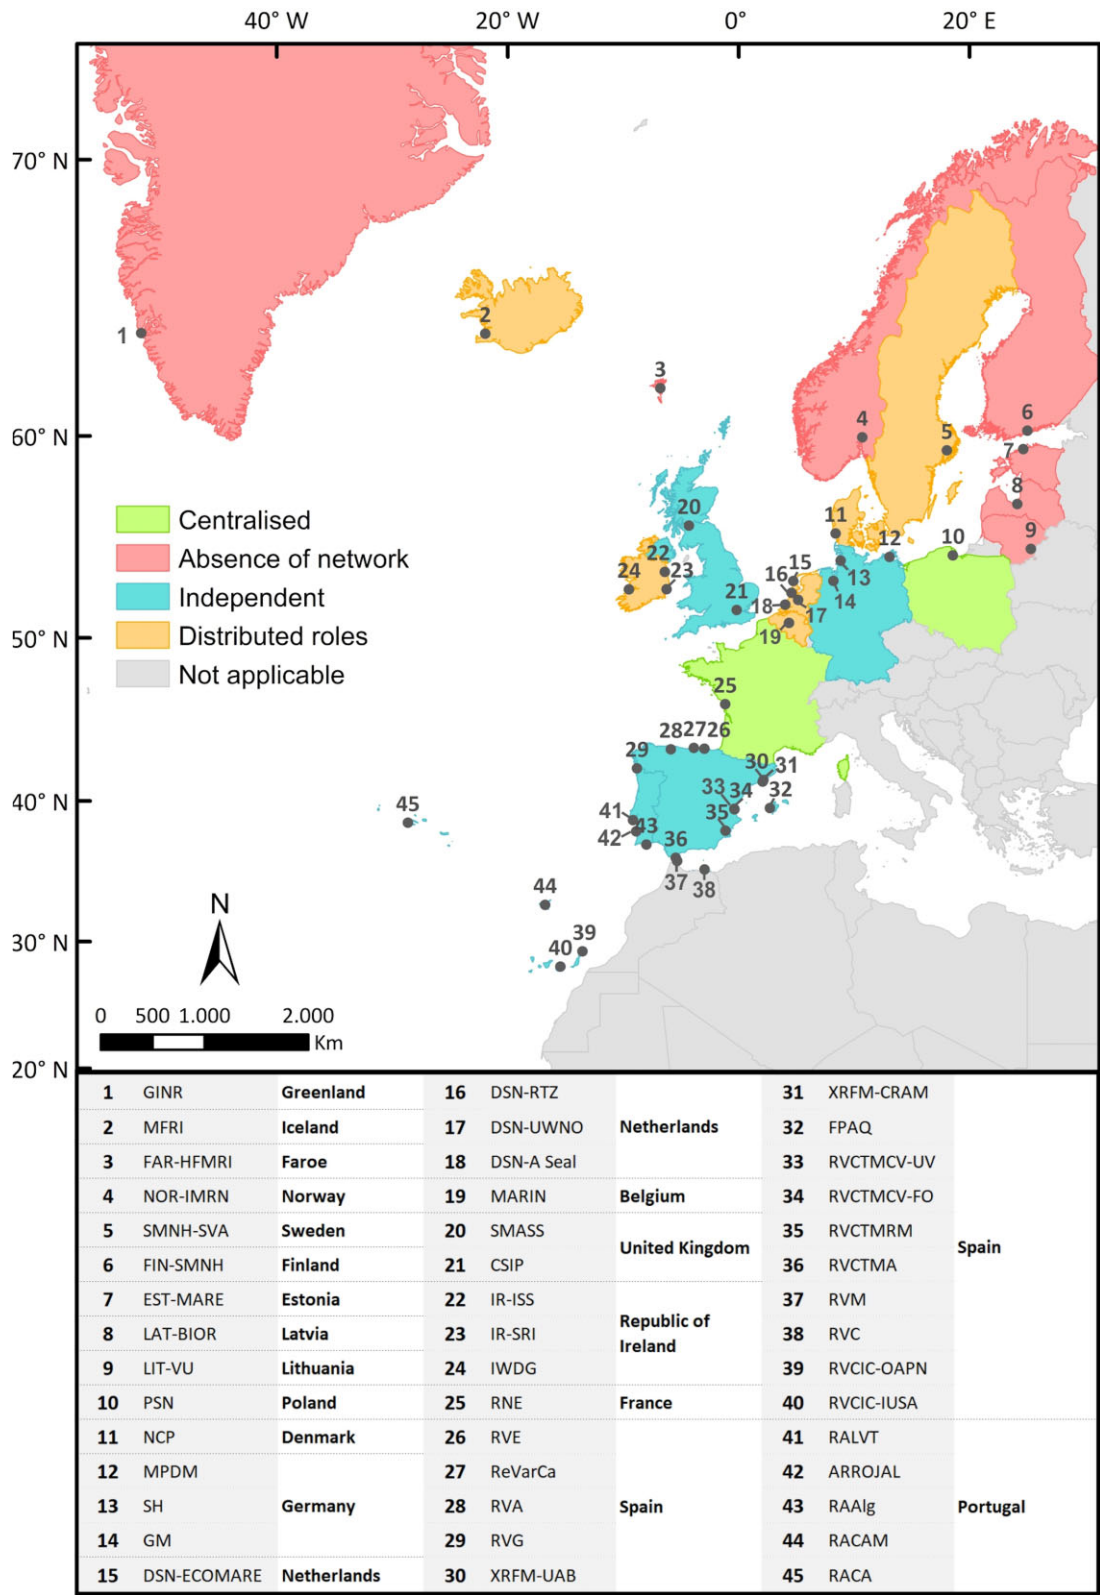 40° W 20° W 0° 20° E
70° N
60° N
50° N
40° N
30° N
20° N
1
2
3
4
5
6
7
8
9
10
11
12
13
14
15
16
17
18
19
20
21
22
23
24
25
26
27
28
29
30
31
32
33
34
35
36
37
38
39
40
41
42
43
44
45
Centralised
Absence of network
Independent
Distributed roles
Not applicable
N
0 500 1.000 2.000
Km
1 GINR Greenland 16 DSN-RTZ 31 XRFM-CRAM
2 MFRI Iceland 17 DSN-UWNO Netherlands 32 FPAQ
3 FAR-HFMRI Faroe 18 DSN-A Seal 33 RVCTMCV-UV
4 NOR-IMRN Norway 19 MARIN Belgium 34 RVCTMCV-FO
5 SMNH-SVA Sweden 20 SMASS United Kingdom 35 RVCTMRM Spain
6 FIN-SMNH Finland 21 CSIP 36 RVCTMA
7 EST-MARE Estonia 22 IR-ISS Republic of 37 RVM
8 LAT-BIOR Latvia 23 IR-SRI Ireland 38 RVC
9 LIT-VU Lithuania 24 IWDG 39 RVCIC-OAPN
10 PSN Poland 25 RNE France 40 RVCIC-IUSA
11 NCP Denmark 26 RVE 41 RALVT
12 MPDM 27 ReVarCa 42 ARROJAL
13 SH Germany 28 RVA Spain 43 RAAlg Portugal
14 GM 29 RVG 44 RACAM
15 DSN-ECOMARE Netherlands 30 XRFM-UAB 45 RACA